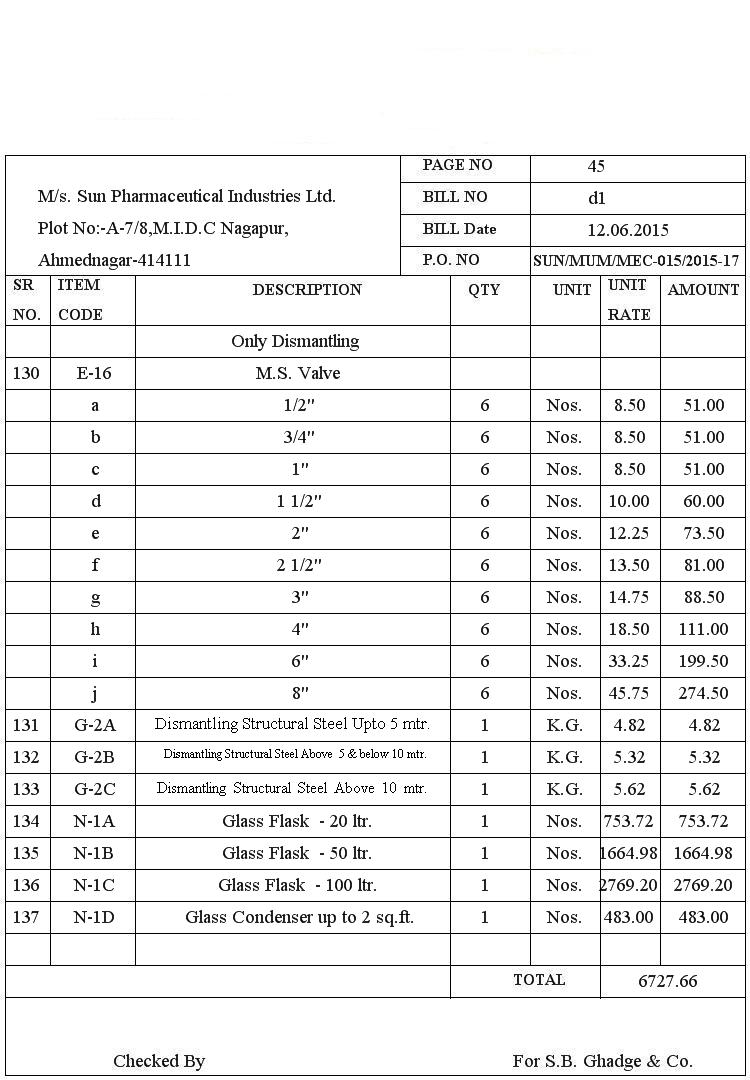 PAGE NO 45
M/s. Sun Pharmaceutical Industries Ltd. BILL NO d1
Plot No:-A-7/8,M.I.D.C Nagapur, BILL Date 12.06.2015
Ahmednagar-414111 P.O. NO SUN/MUM/MEC-015/2015-17
SR NO. ITEM CODE DESCRIPTION QTY UNIT UNIT RATE AMOUNT
Only Dismantling
130 E-16 M.S. Valve
a 1/2" 6 Nos. 8.50 51.00
b 3/4" 6 Nos. 8.50 51.00
c 1" 6 Nos. 8.50 51.00
d 1 1/2" 6 Nos. 10.00 60.00
e 2" 6 Nos. 12.25 73.50
f 2 1/2" 6 Nos. 13.50 81.00
g 3" 6 Nos. 14.75 88.50
h 4" 6 Nos. 18.50 111.00
i 6" 6 Nos. 33.25 199.50
j 8" 6 Nos. 45.75 274.50
131 G-2A Dismantling Structural Steel Upto 5 mtr. 1 K.G. 4.82 4.82
132 G-2B Dismantling Structural Steel Above 5 & below 10 mtr. 1 K.G. 5.32 5.32
133 G-2C Dismantling Structural Steel Above 10 mtr. 1 K.G. 5.62 5.62
134 N-1A Glass Flask - 20 ltr. 1 Nos. 753.72 753.72
135 N-1B Glass Flask - 50 ltr. 1 Nos. 1664.98 1664.98
136 N-1C Glass Flask - 100 ltr. 1 Nos. 2769.20 2769.20
137 N-1D Glass Condenser up to 2 sq.ft. 1 Nos. 483.00 483.00
TOTAL 6727.66
Checked By For S.B. Ghadge & Co.